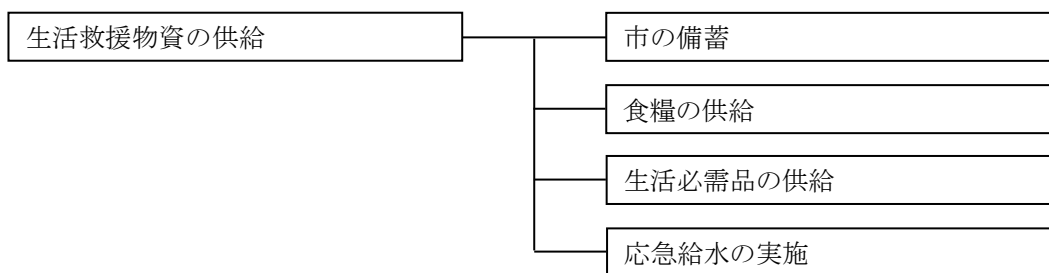 生活救援物資の供給
市の備蓄
食糧の供給
生活必需品の供給
応急給水の実施